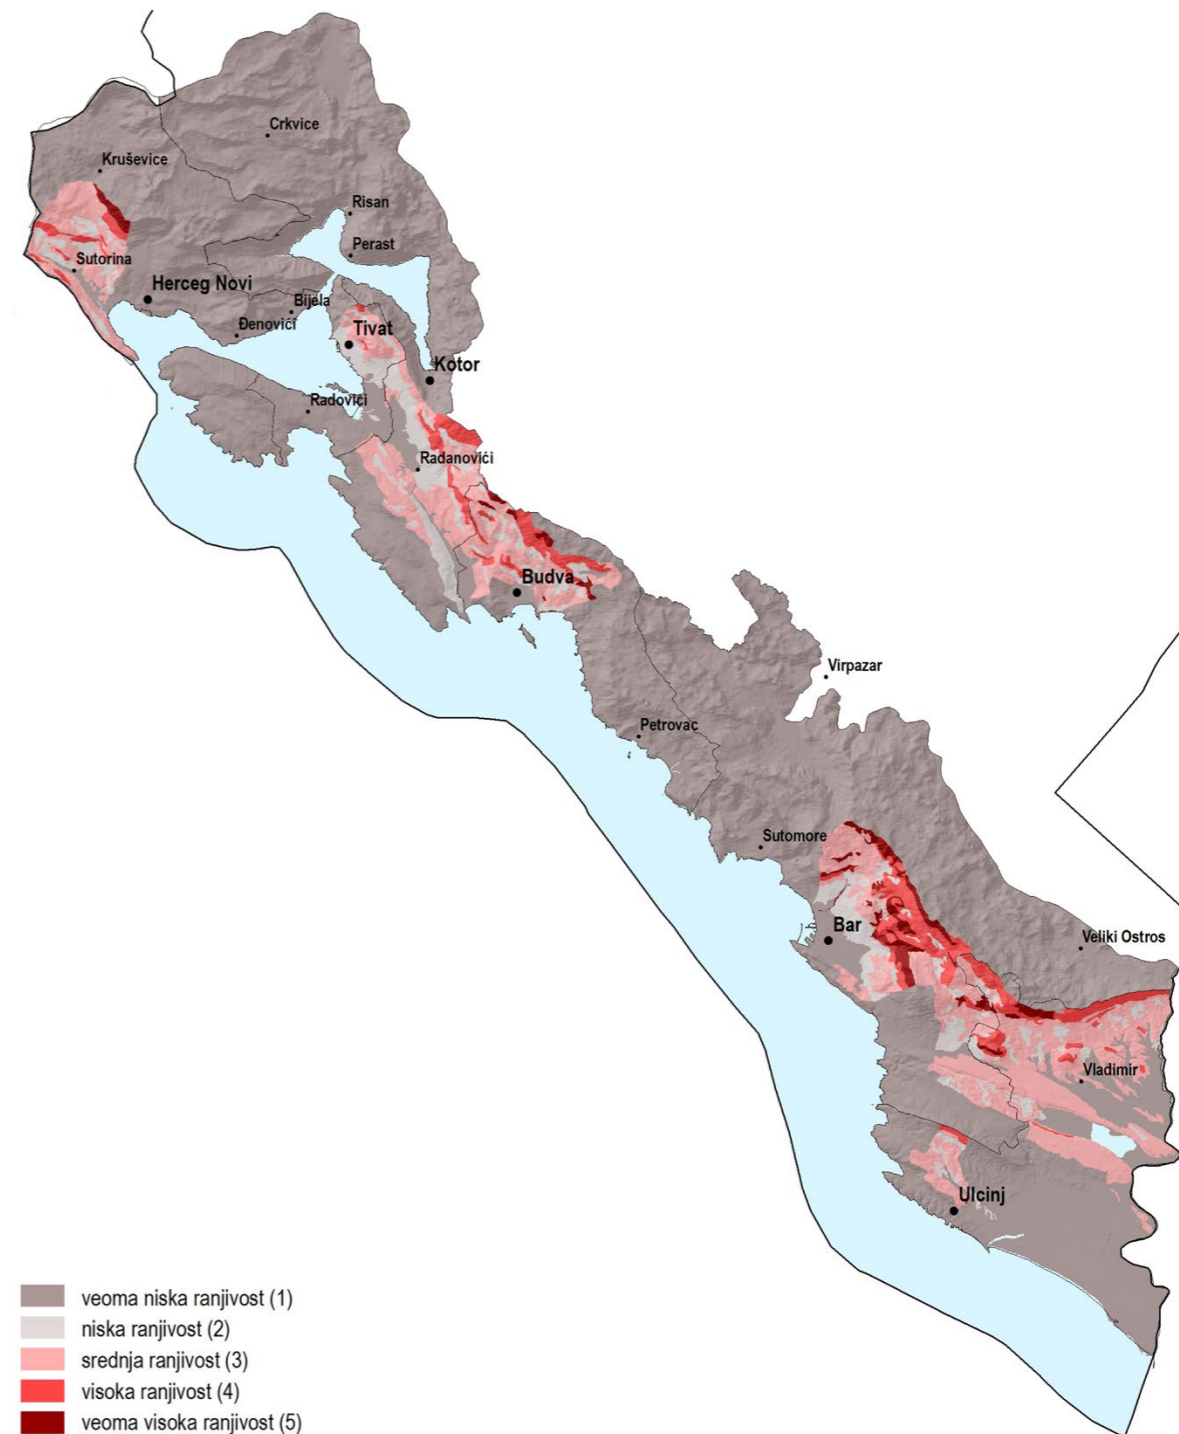 Crkvice
Kruševice
Risan
Perast
Sutorina
Herceg Novi
Bijela
Đenovići
Tivat
Kotor
Radovići
Radanovići
Budva
Virpazar
Petrovac
Sutomore
Bar
Veliki Ostros
Vladimir
Ulcinj
veoma niska ranjivost (1)
niska ranjivost (2)
srednja ranjivost (3)
visoka ranjivost (4)
veoma visoka ranjivost (5)